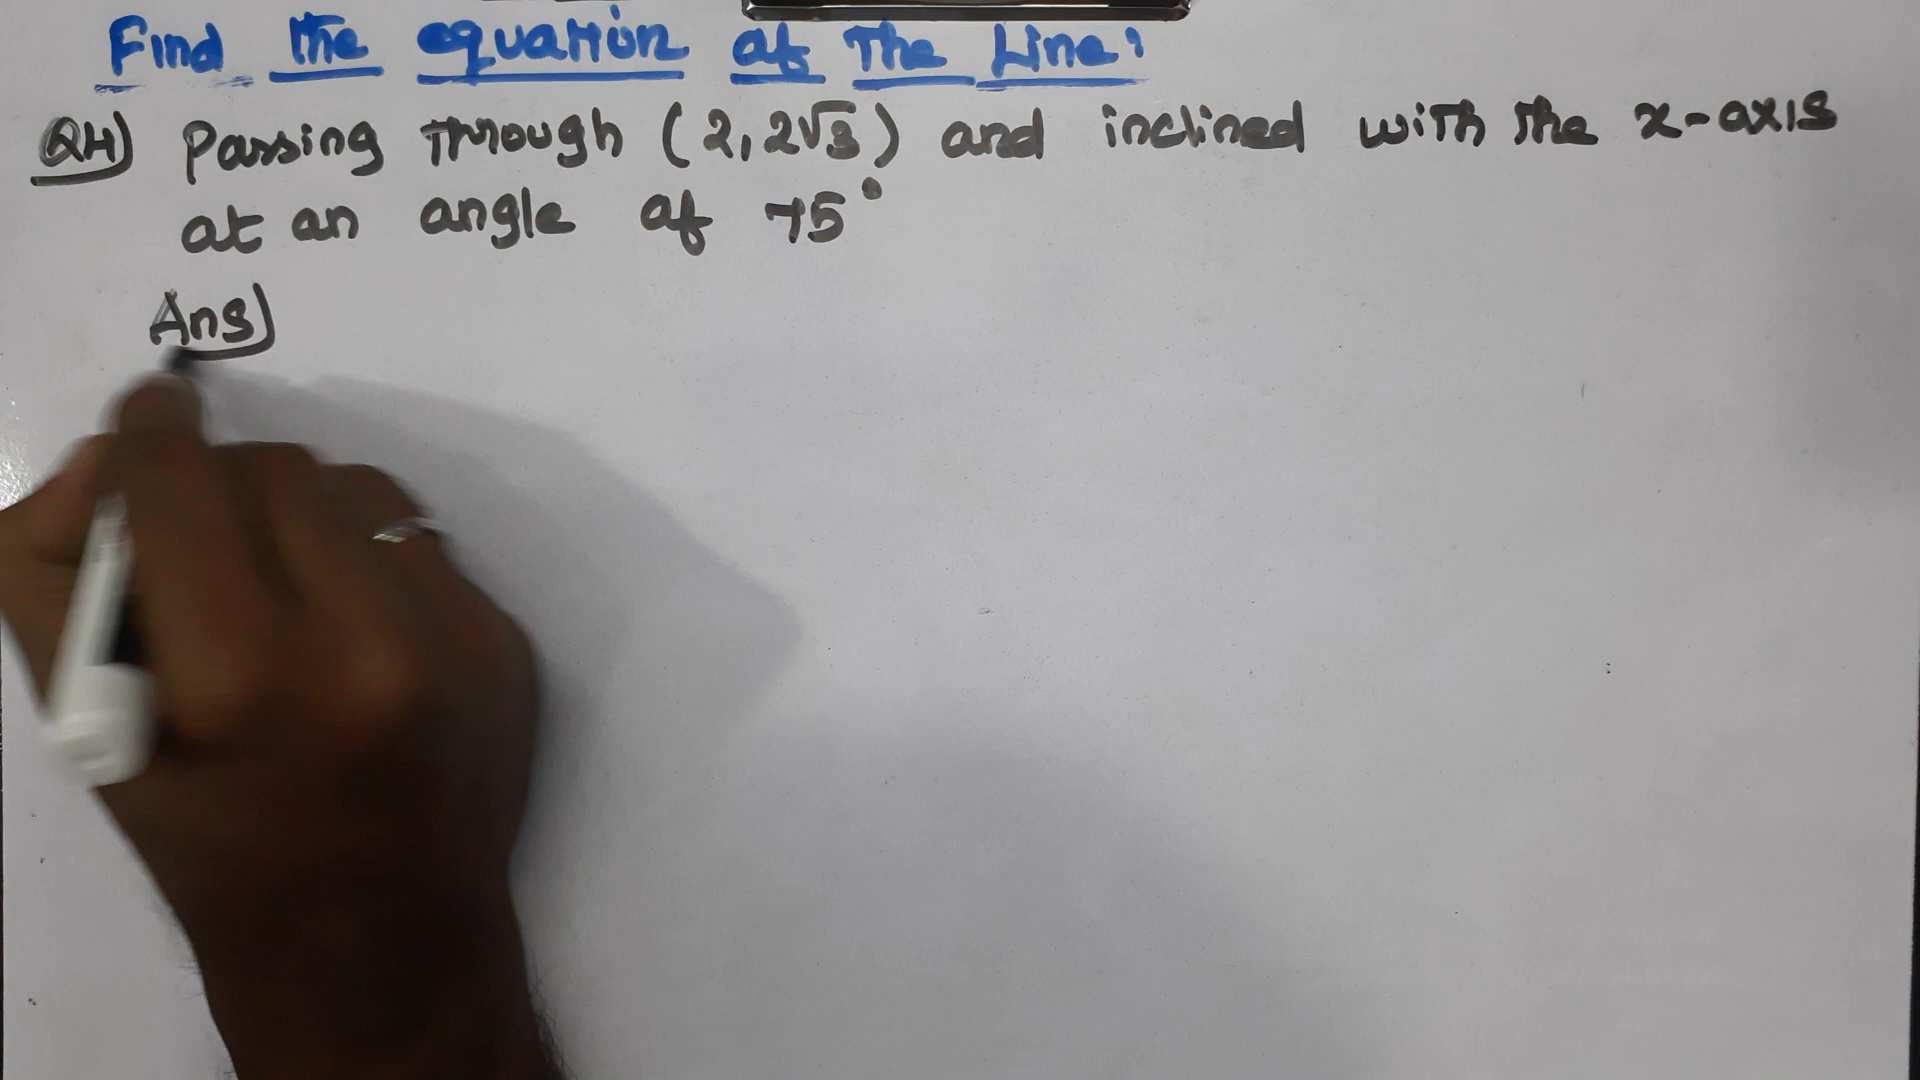 Find the equation of the Line:
Q4) Passing through (2, 2√3) and inclined with the x-axis
at an angle of 75°
Ans)